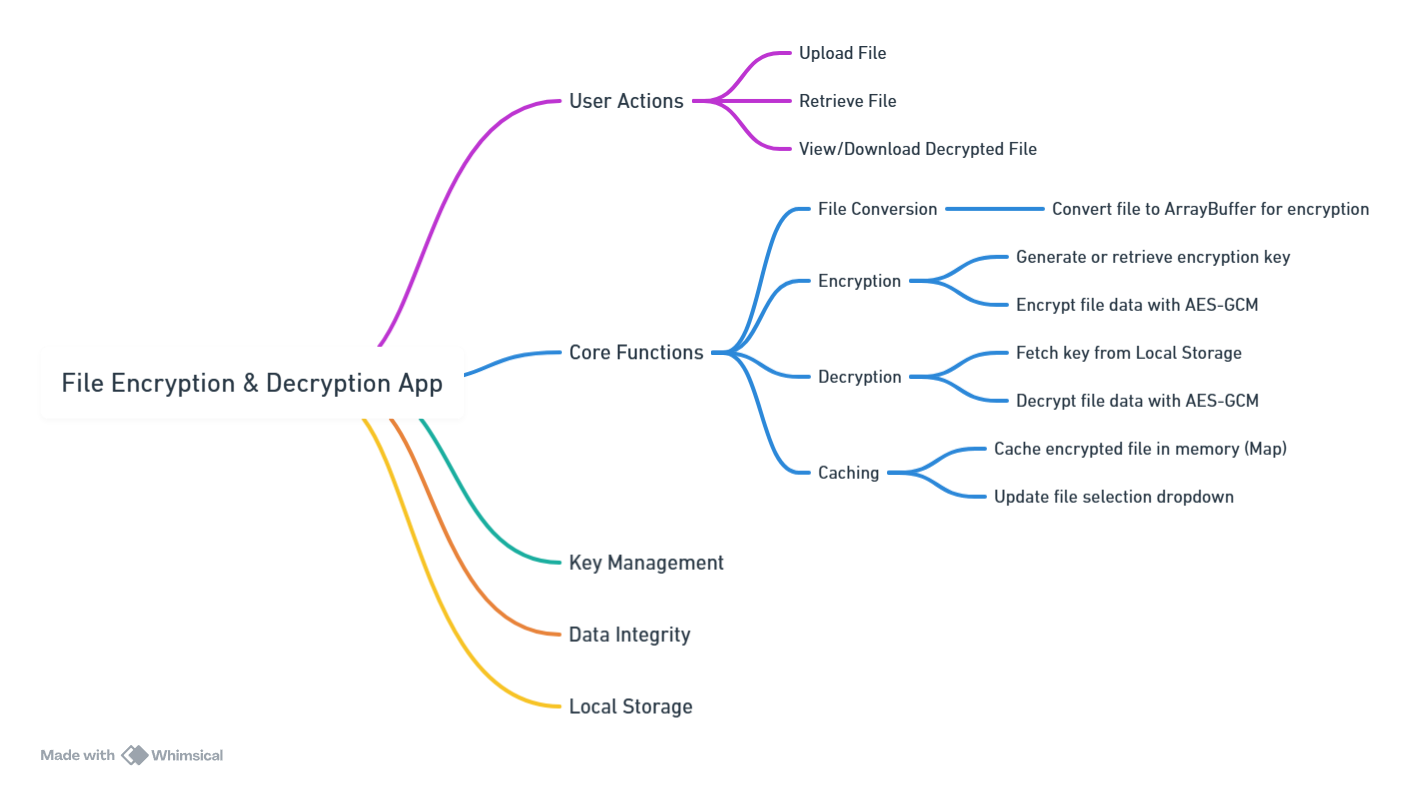 File Encryption & Decryption App
User Actions
Upload File
Retrieve File
View/Download Decrypted File
Core Functions
File Conversion
Convert file to ArrayBuffer for encryption
Encryption
Generate or retrieve encryption key
Encrypt file data with AES-GCM
Decryption
Fetch key from Local Storage
Decrypt file data with AES-GCM
Caching
Cache encrypted file in memory (Map)
Update file selection dropdown
Key Management
Data Integrity
Local Storage
Made with Whimsical